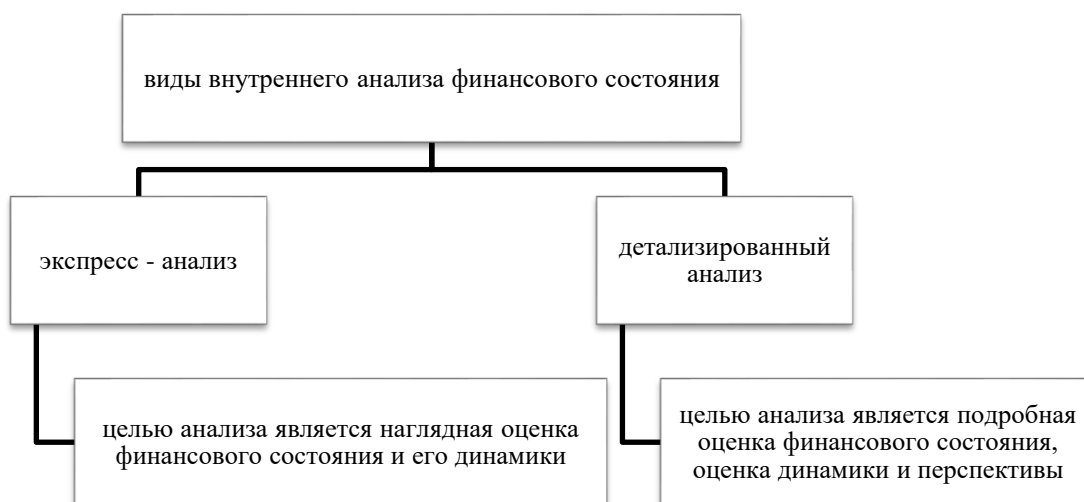 виды внутреннего анализа финансового состояния
экспресс - анализ
детализированный
анализ
целью анализа является наглядная оценка
финансового состояния и его динамики
целью анализа является подробная
оценка финансового состояния,
оценка динамики и перспективы